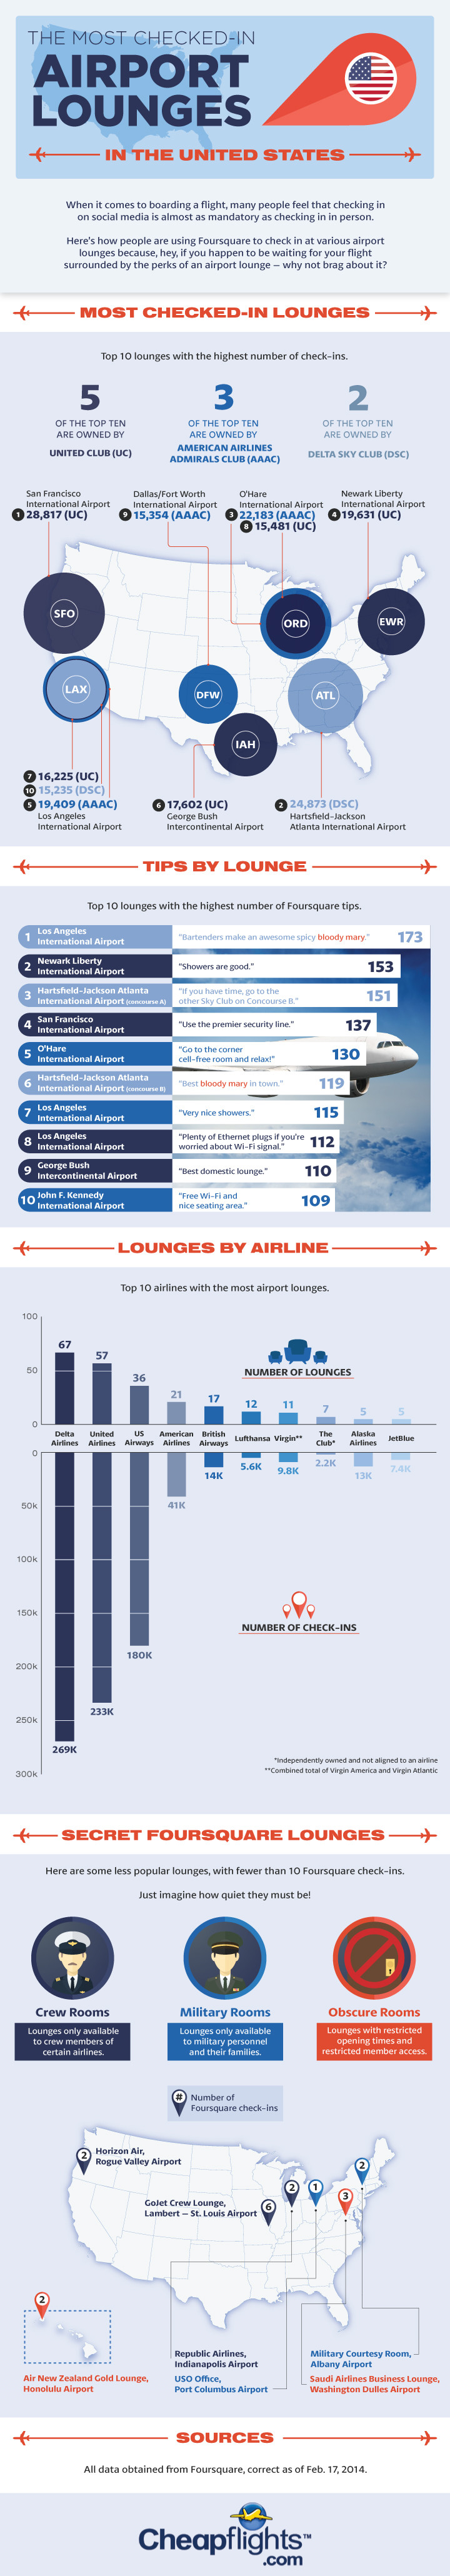 THE MOST CHECKED-IN
AIRPORT
LOUNGES
IN THE UNITED STATES
When it comes to boarding a flight, many people feel that checking in
on social media is almost as mandatory as checking in in person.
Here's how people are using Foursquare to check in at various airport
lounges because, hey, if you happen to be waiting for your flight
surrounded by the perks of an airport lounge — why not brag about it?
MOST CHECKED-IN LOUNGES
Top 10 lounges with the highest number of check-ins.
5
OF THE TOP TEN
ARE OWNED BY
UNITED CLUB (UC)
3
OF THE TOP TEN
ARE OWNED BY
AMERICAN AIRLINES
ADMIRALS CLUB (AAAC)
2
OF THE TOP TEN
ARE OWNED BY
DELTA SKY CLUB (DSC)
San Francisco
International Airport
1 28,817 (UC)
Dallas/Fort Worth
International Airport
9 15,354 (AAAC)
O'Hare
International Airport
3 22,183 (AAAC)
8 15,481 (UC)
Newark Liberty
International Airport
4 19,631 (UC)
SFO
ORD
EWR
LAX
DFW
ATL
IAH
7 16,225 (UC)
10 15,235 (DSC)
5 19,409 (AAAC)
Los Angeles
International Airport
6 17,602 (UC)
George Bush
Intercontinental Airport
2 24,873 (DSC)
Hartsfield-Jackson
Atlanta International Airport
TIPS BY LOUNGE
Top 10 lounges with the highest number of Foursquare tips.
1 Los Angeles
International Airport
"Bartenders make an awesome spicy bloody mary." 173
2 Newark Liberty
International Airport
"Showers are good." 153
3 Hartsfield-Jackson Atlanta
International Airport (concourse A)
"If you have time, go to the
other Sky Club on Concourse B." 151
4 San Francisco
International Airport
"Use the premier security line." 137
5 O'Hare
International Airport
"Go to the corner
cell-free room and relax!" 130
6 Hartsfield-Jackson Atlanta
International Airport (concourse B)
"Best bloody mary in town." 119
7 Los Angeles
International Airport
"Very nice showers." 115
8 Los Angeles
International Airport
"Plenty of Ethernet plugs if you're
worried about Wi-Fi signal." 112
9 George Bush
Intercontinental Airport
"Best domestic lounge." 110
10 John F. Kennedy
International Airport
"Free Wi-Fi and
nice seating area." 109
LOUNGES BY AIRLINE
Top 10 airlines with the most airport lounges.
100
50
0
67
57
36
21
17
12
11
7
5
5
NUMBER OF LOUNGES
Delta
Airlines
United
Airlines
US
Airways
American
Airlines
British
Airways
Lufthansa
Virgin**
The
Club*
Alaska
Airlines
JetBlue
0
50k
100k
150k
200k
250k
300k
269K
233K
180K
41K
14K
5.6K
9.8K
2.2K
13K
7.4K
NUMBER OF CHECK-INS
*Independently owned and not aligned to an airline
**Combined total of Virgin America and Virgin Atlantic
SECRET FOURSQUARE LOUNGES
Here are some less popular lounges, with fewer than 10 Foursquare check-ins.
Just imagine how quiet they must be!
Crew Rooms
Lounges only available
to crew members of
certain airlines.
Military Rooms
Lounges only available
to military personnel
and their families.
Obscure Rooms
Lounges with restricted
opening times and
restricted member access.
# Number of
Foursquare check-ins
2 Horizon Air,
Rogue Valley Airport
GoJet Crew Lounge,
Lambert — St. Louis Airport 6
2
1
3
2
2
Air New Zealand Gold Lounge,
Honolulu Airport
Republic Airlines,
Indianapolis Airport
USO Office,
Port Columbus Airport
Military Courtesy Room,
Albany Airport
Saudi Airlines Business Lounge,
Washington Dulles Airport
SOURCES
All data obtained from Foursquare, correct as of Feb. 17, 2014.
Cheapflights™
.com